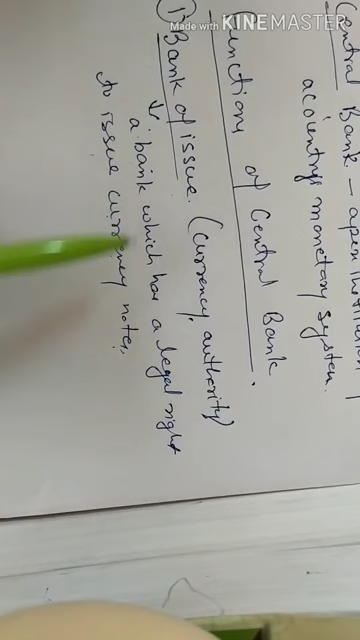 Made with KINEMASTER
Central Bank - apex institution
a country's monetary system.
Functions of Central Bank.
① Bank of issue. (currency authority)
a bank which has a legal right
to issue currency notes,